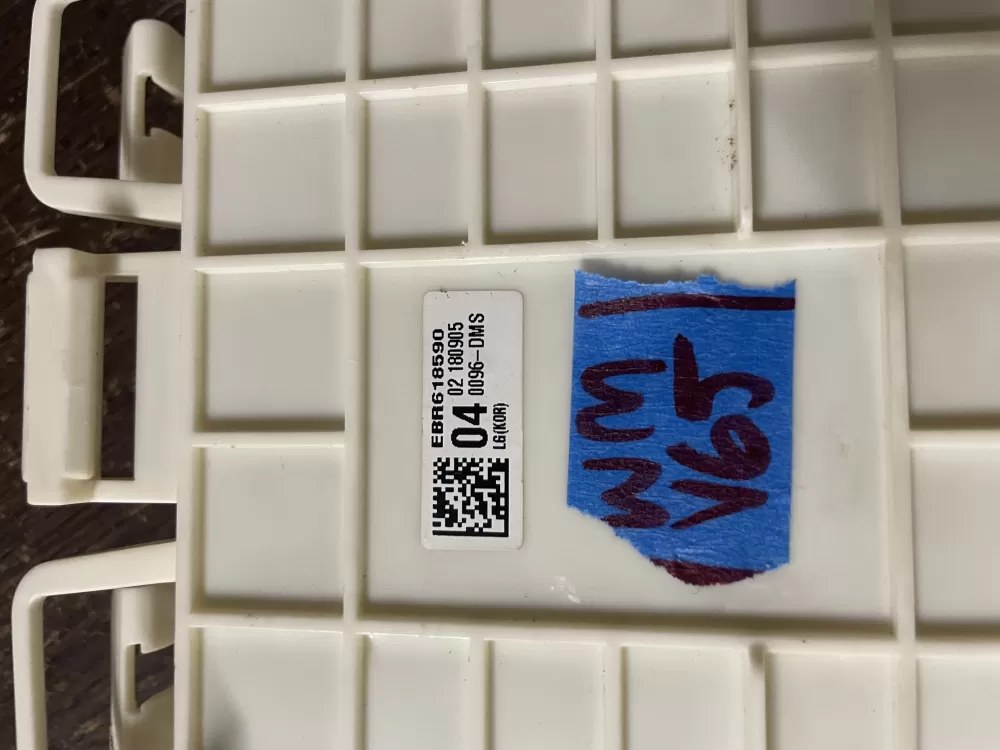 EBR618590
04
02 180905
0096-DMS
LG(KOR)
WM
V65